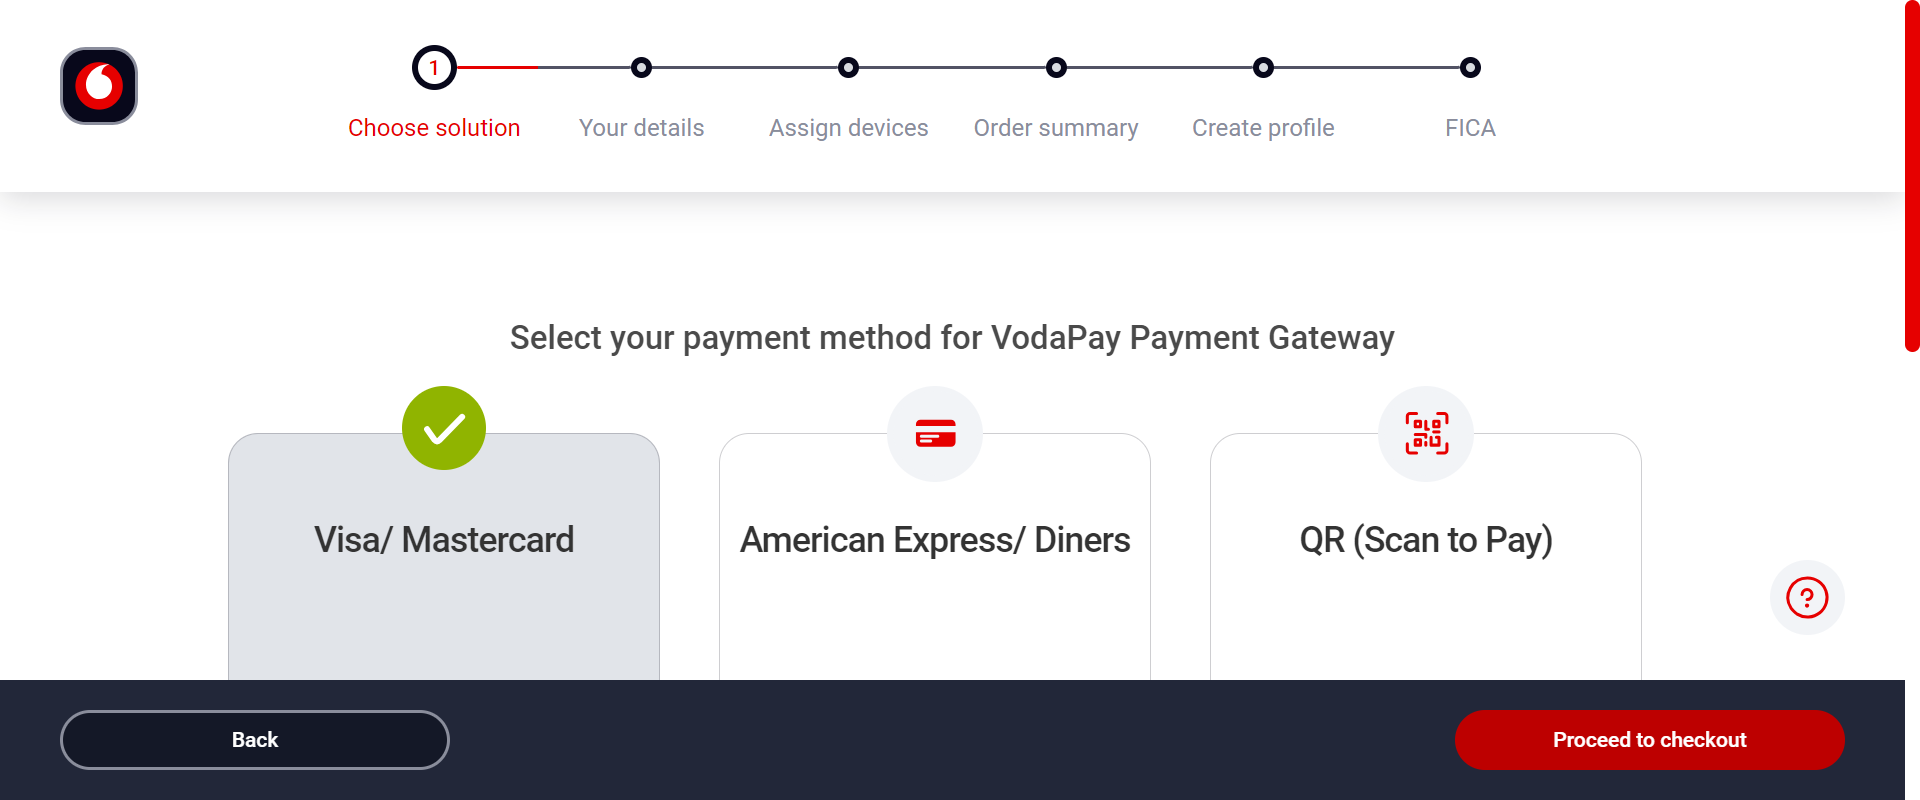 1
Choose solution
Your details
Assign devices
Order summary
Create profile
FICA
Select your payment method for VodaPay Payment Gateway
Visa/ Mastercard
American Express/ Diners
QR (Scan to Pay)
Back
Proceed to checkout